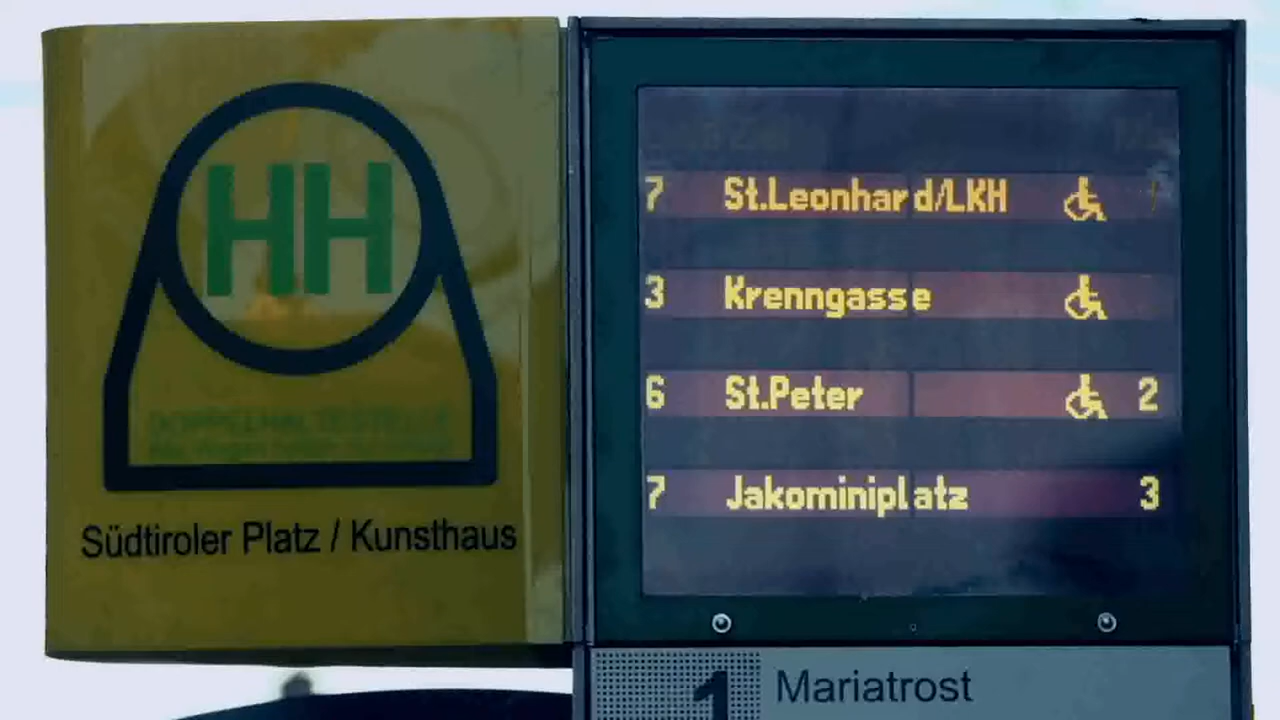 HH
DOPPELHALTESTELLE
Südtiroler Platz / Kunsthaus
7 St.Leonhard/LKH
3 Krenngasse
6 St.Peter 2
7 Jakominiplatz 3
1 Mariatrost